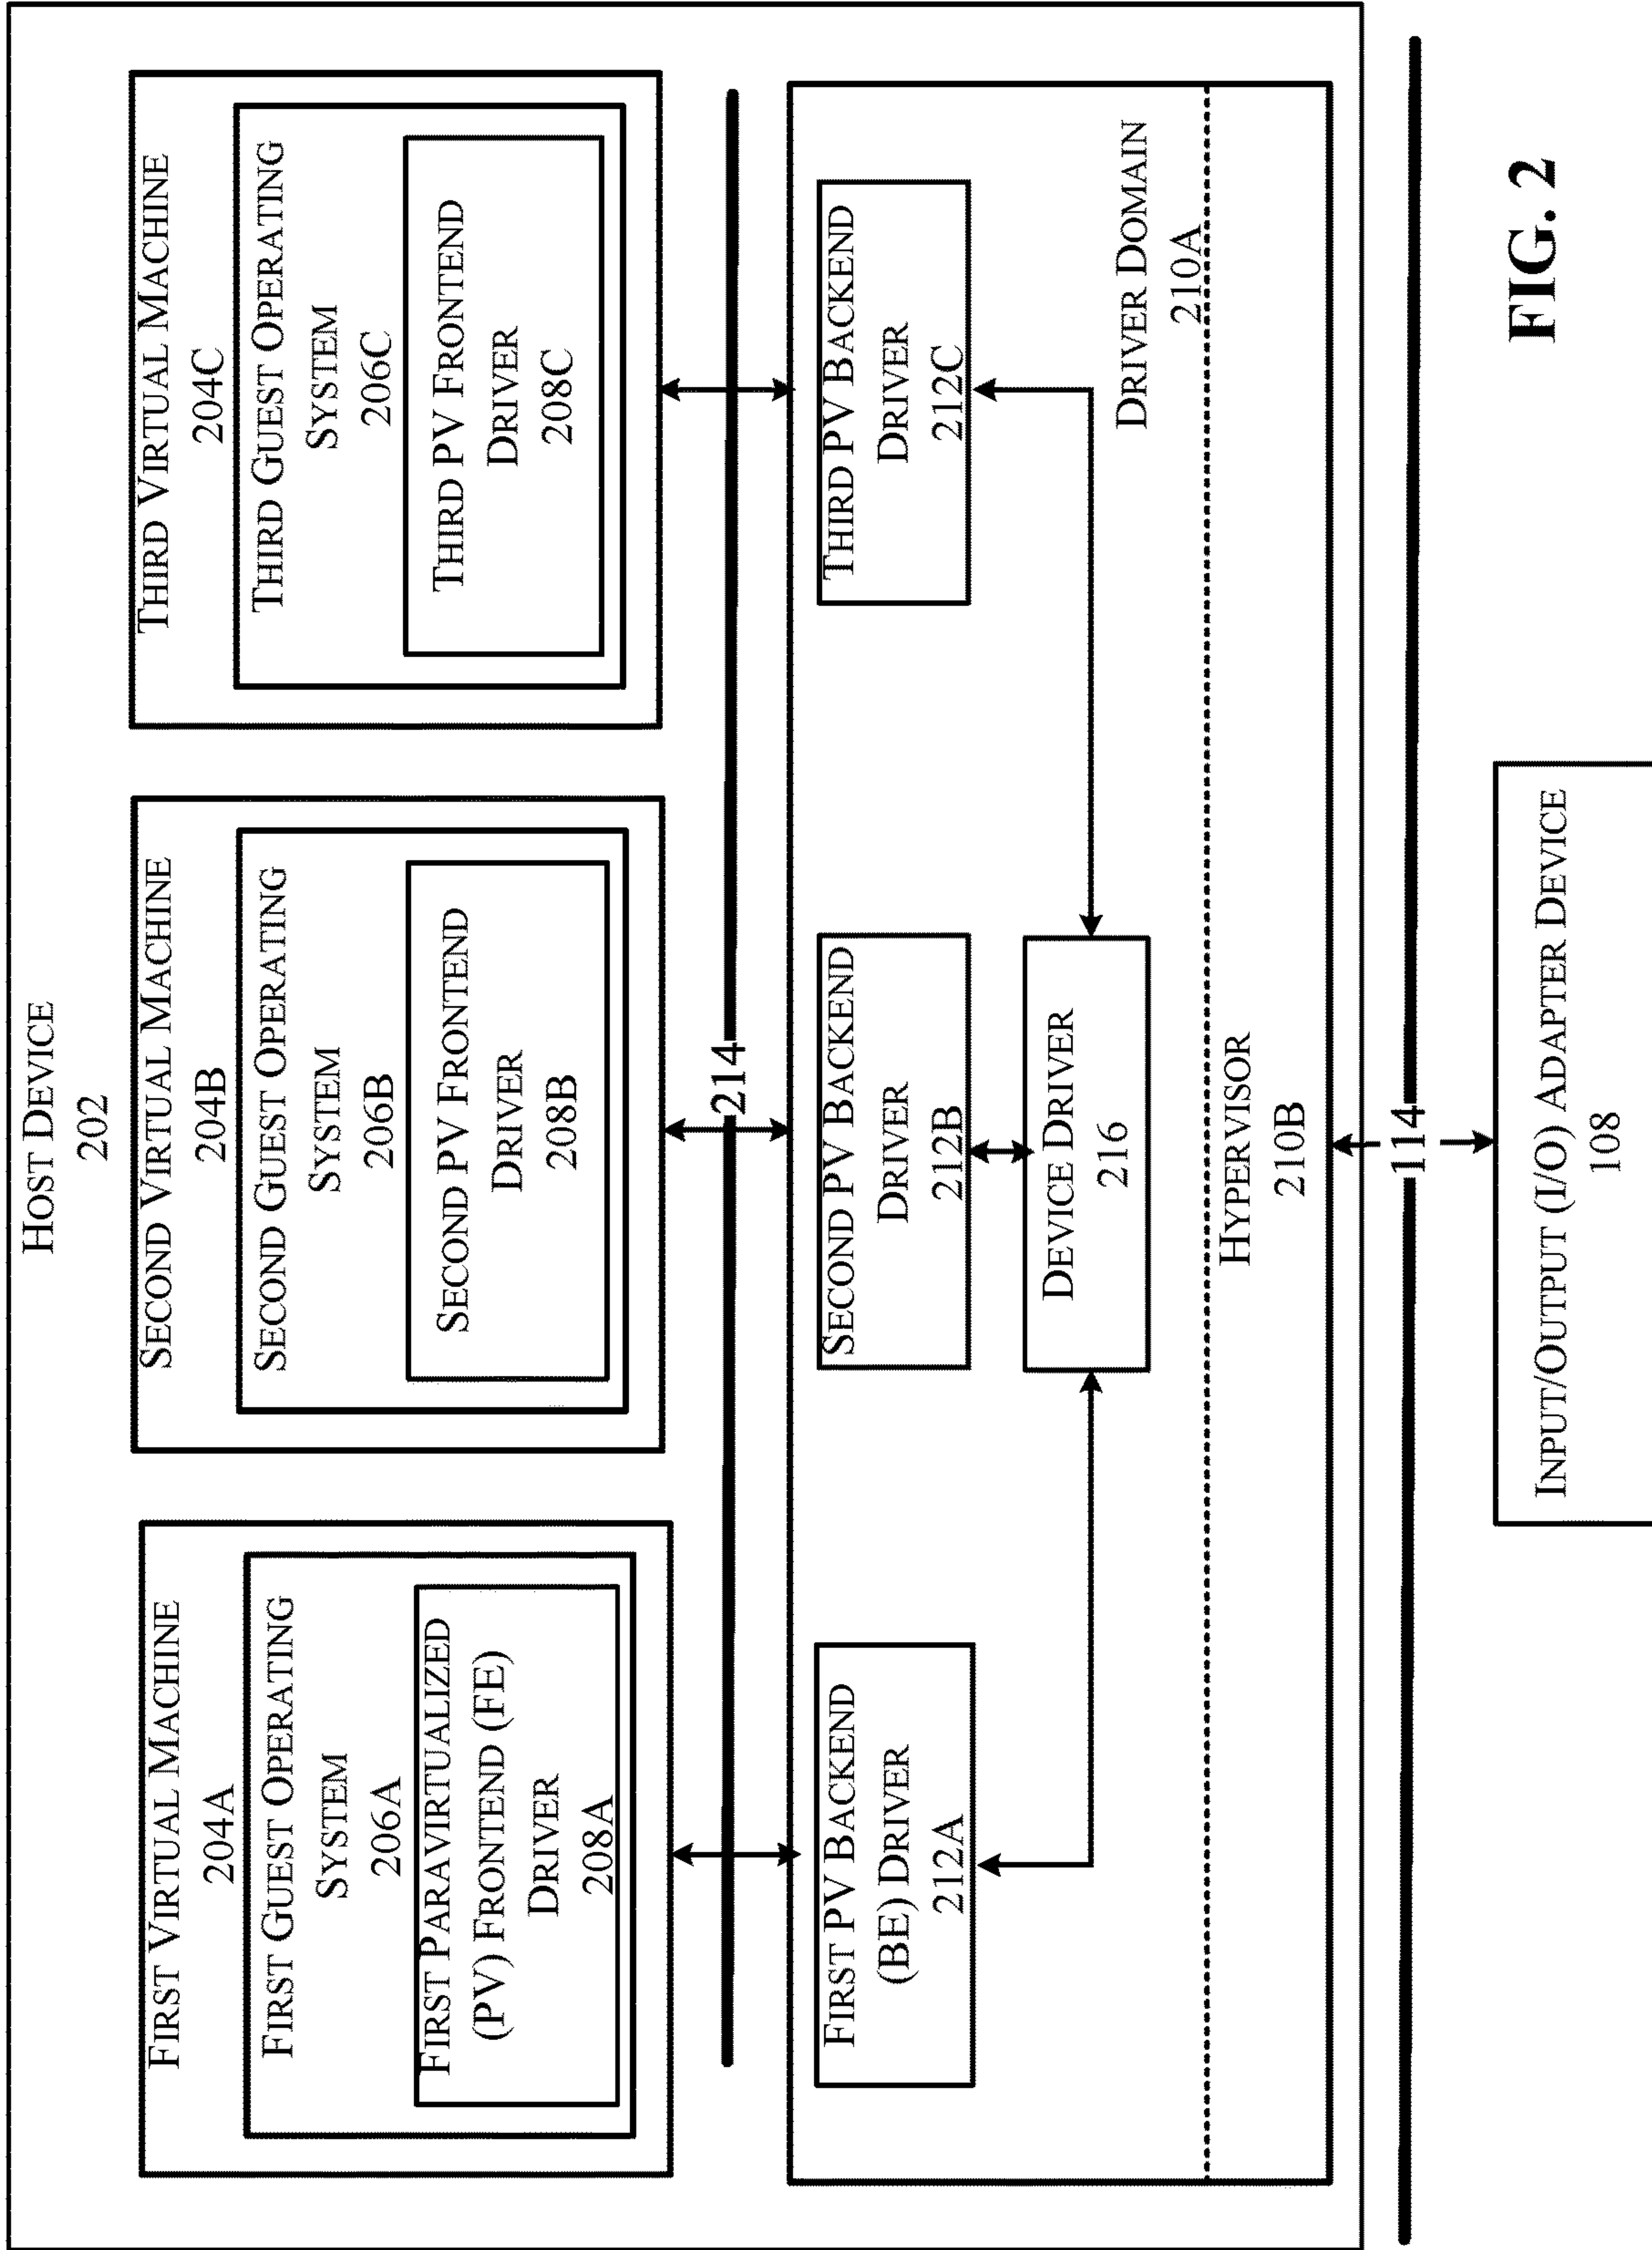 HOST DEVICE
202
FIRST VIRTUAL MACHINE
204A
FIRST GUEST OPERATING
SYSTEM
206A
FIRST PARAVIRTUALIZED
(PV) FRONTEND (FE)
DRIVER
208A
SECOND VIRTUAL MACHINE
204B
SECOND GUEST OPERATING
SYSTEM
206B
SECOND PV FRONTEND
DRIVER
208B
THIRD VIRTUAL MACHINE
204C
THIRD GUEST OPERATING
SYSTEM
206C
THIRD PV FRONTEND
DRIVER
208C
214
FIRST PV BACKEND
(BE) DRIVER
212A
SECOND PV BACKEND
DRIVER
212B
THIRD PV BACKEND
DRIVER
212C
DEVICE DRIVER
216
DRIVER DOMAIN
210A
HYPERVISOR
210B
114
INPUT/OUTPUT (I/O) ADAPTER DEVICE
108
FIG. 2